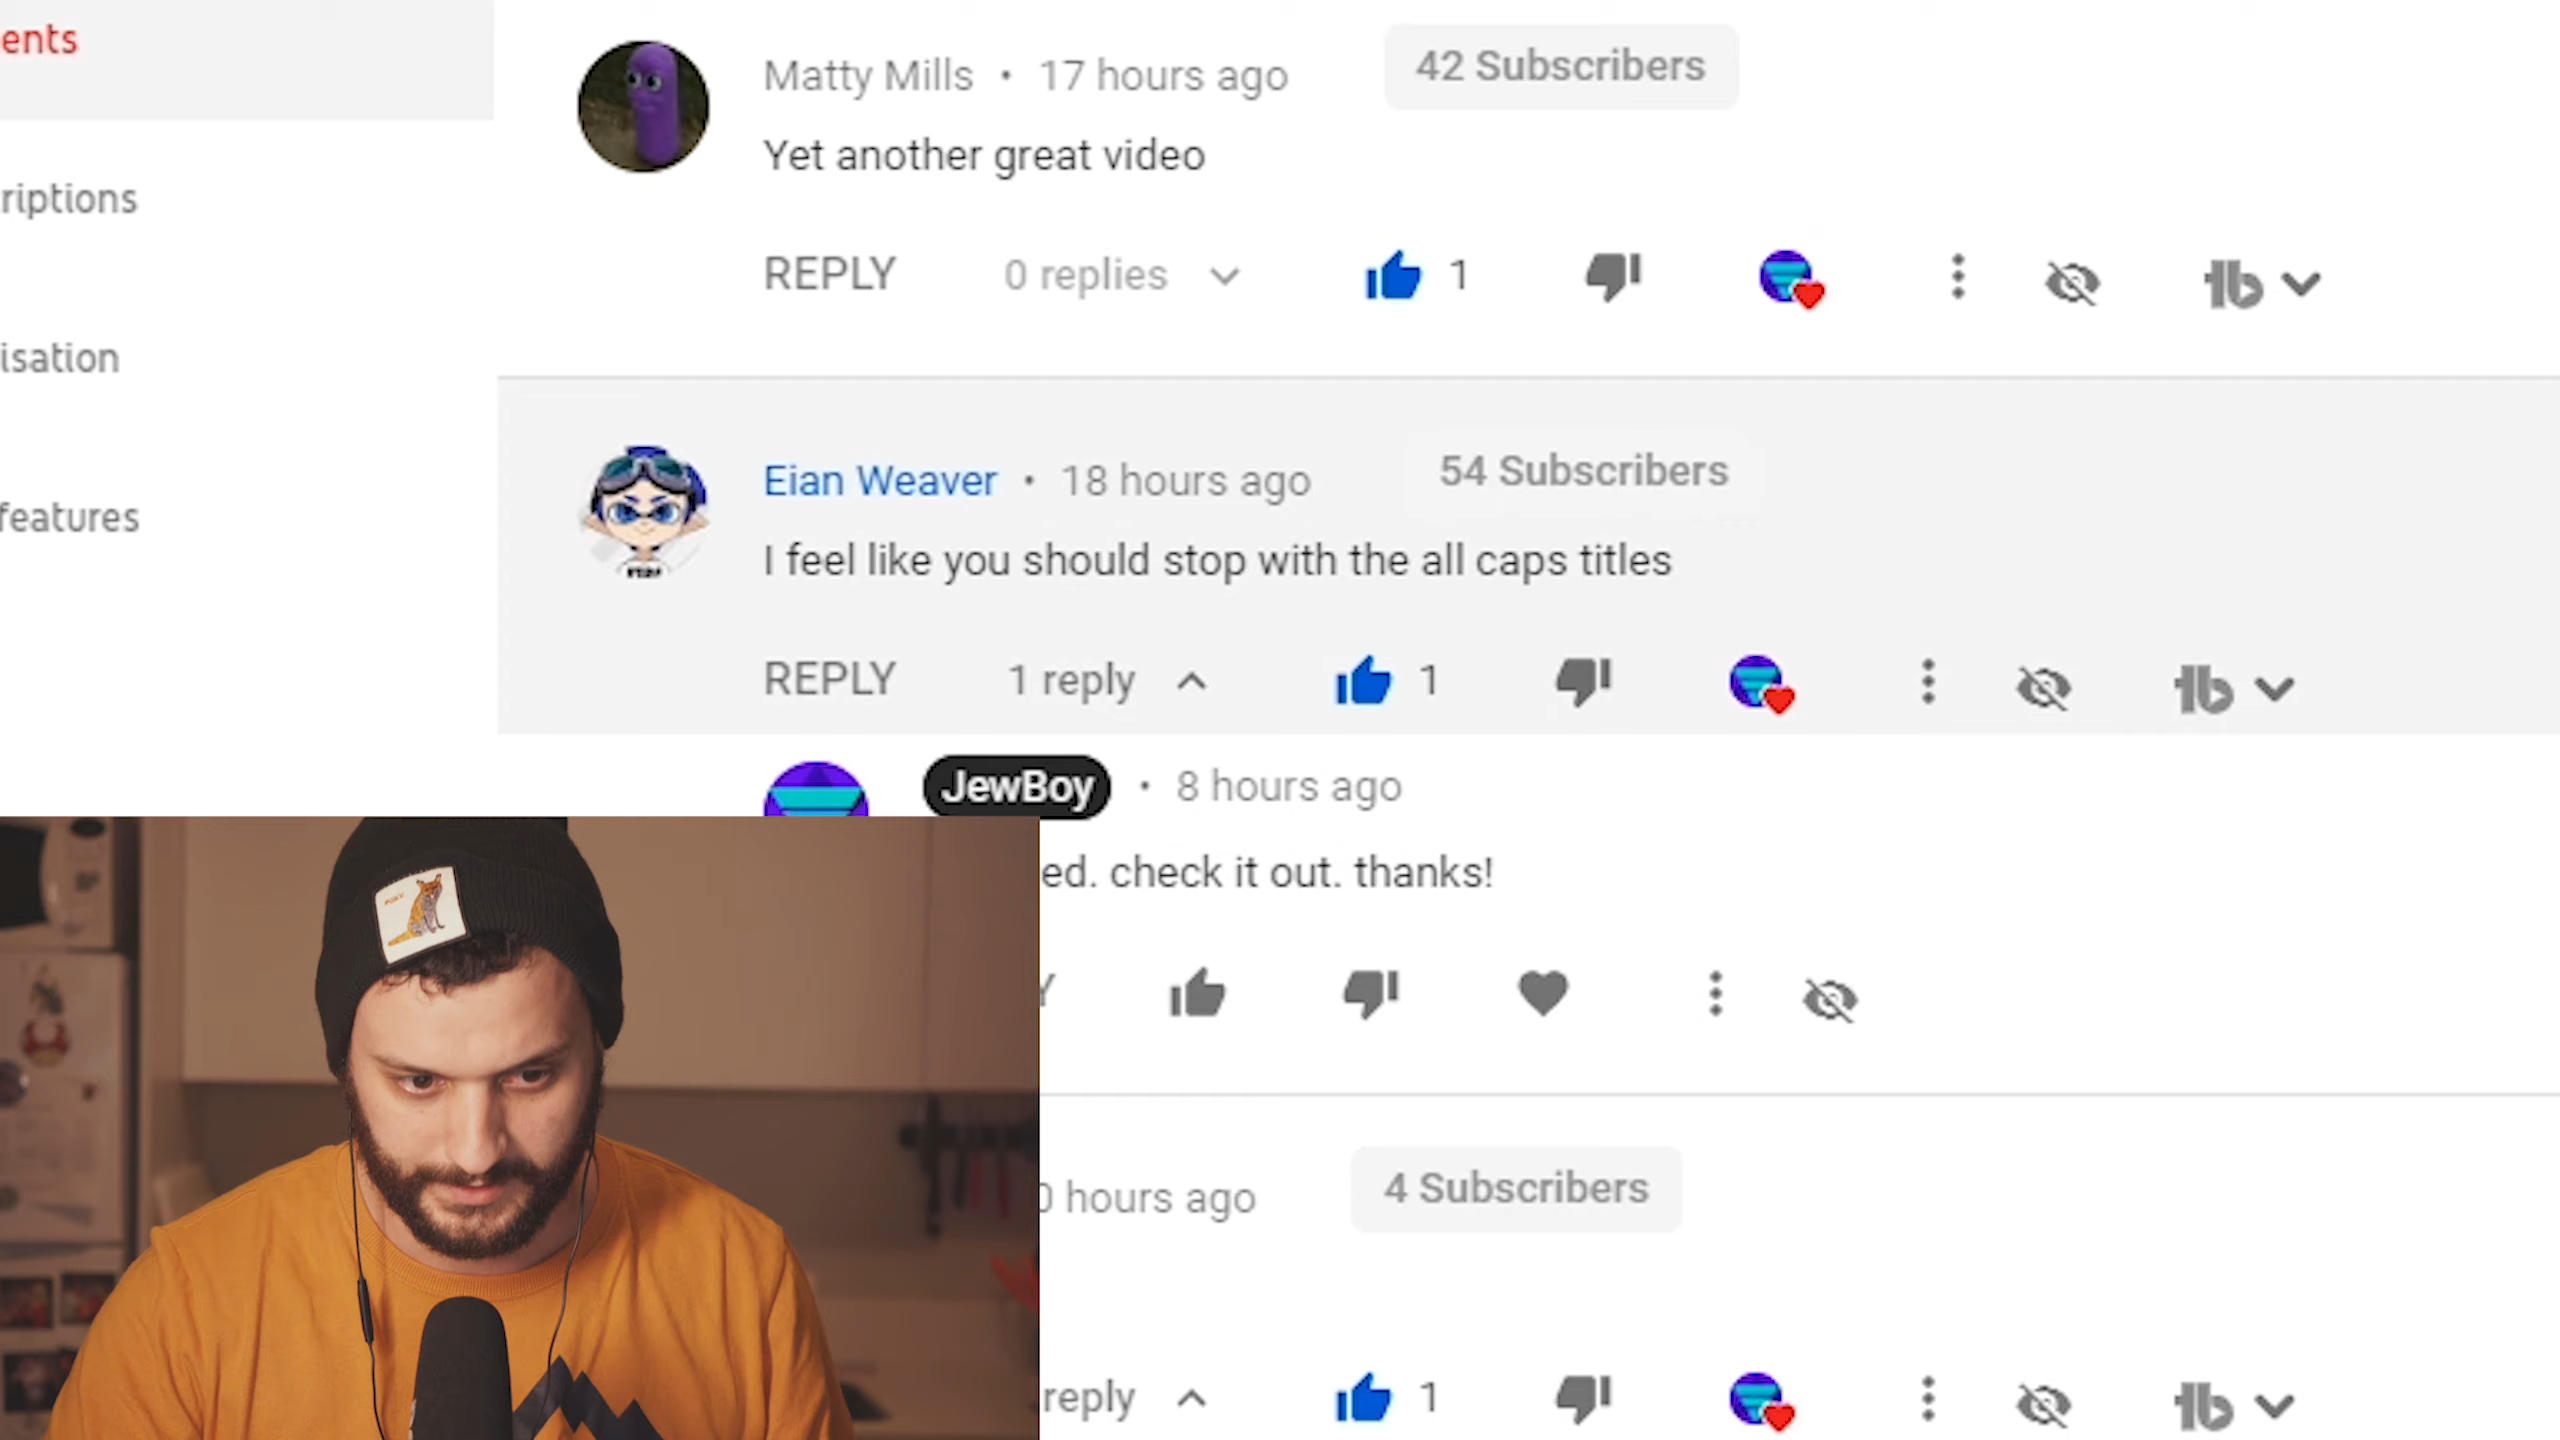 ents
riptions
isation
features
Matty Mills • 17 hours ago
42 Subscribers
Yet another great video
REPLY
0 replies
1
Eian Weaver • 18 hours ago
54 Subscribers
I feel like you should stop with the all caps titles
REPLY
1 reply
1
JewBoy • 8 hours ago
ed. check it out. thanks!
Y
0 hours ago
4 Subscribers
reply
1